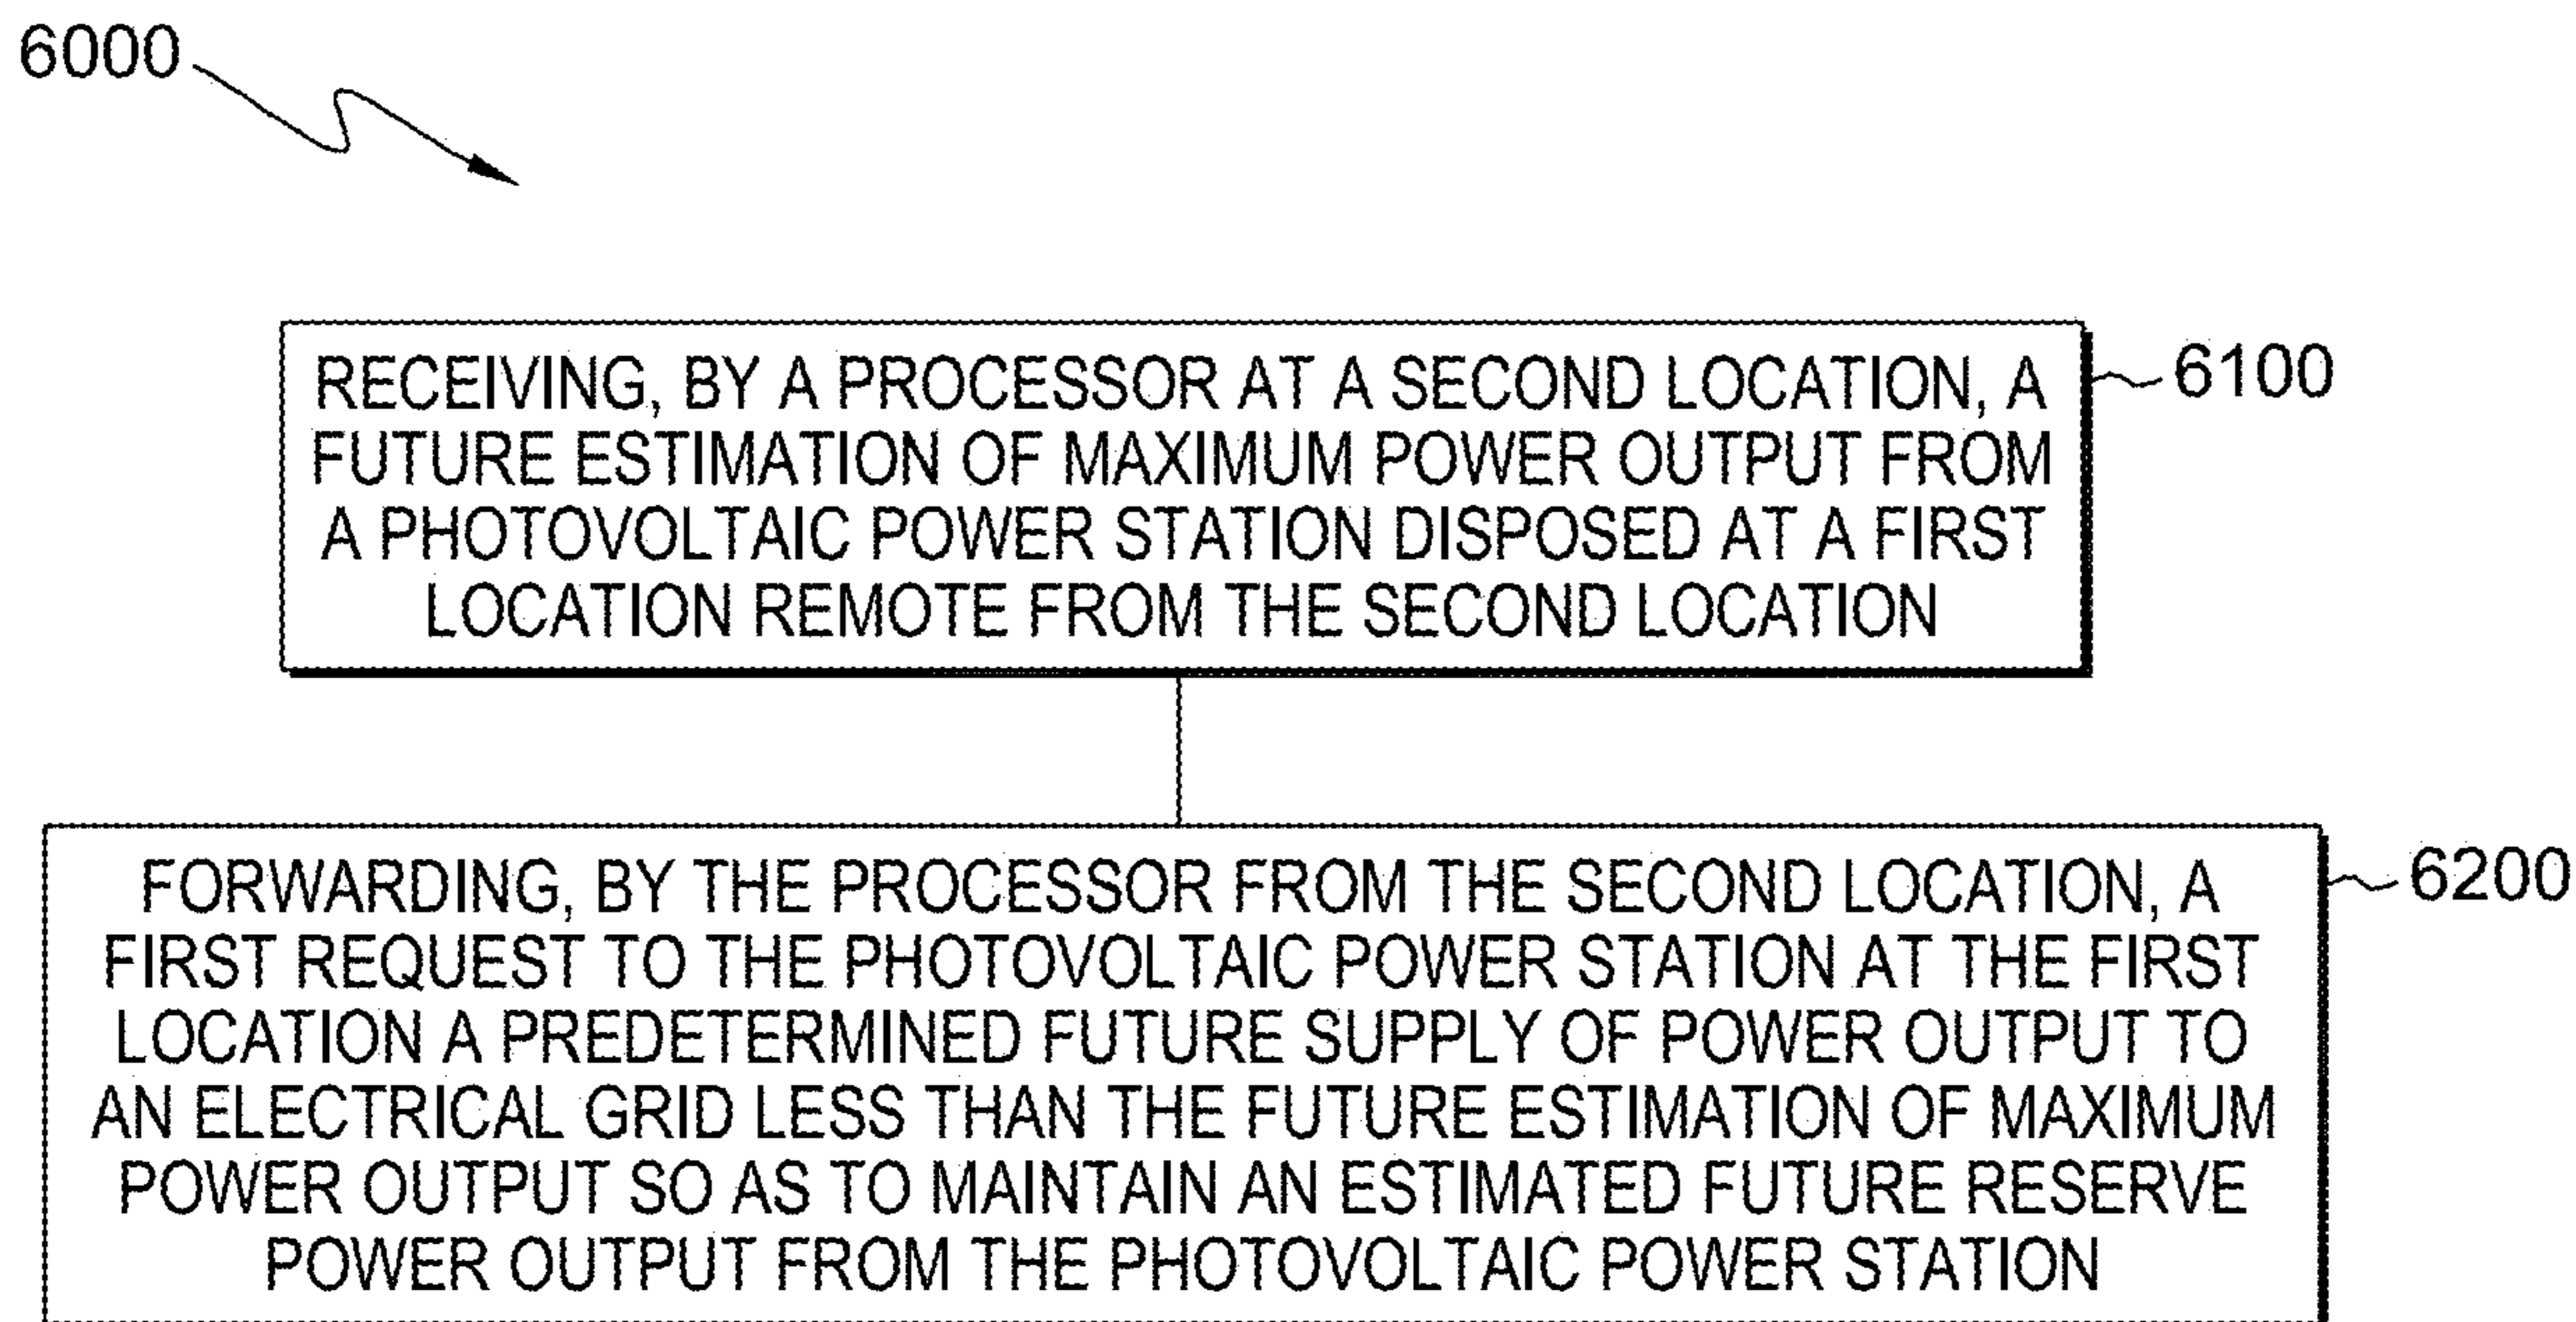 6000
RECEIVING, BY A PROCESSOR AT A SECOND LOCATION, A
FUTURE ESTIMATION OF MAXIMUM POWER OUTPUT FROM
A PHOTOVOLTAIC POWER STATION DISPOSED AT A FIRST
LOCATION REMOTE FROM THE SECOND LOCATION
6100
FORWARDING, BY THE PROCESSOR FROM THE SECOND LOCATION, A
FIRST REQUEST TO THE PHOTOVOLTAIC POWER STATION AT THE FIRST
LOCATION A PREDETERMINED FUTURE SUPPLY OF POWER OUTPUT TO
AN ELECTRICAL GRID LESS THAN THE FUTURE ESTIMATION OF MAXIMUM
POWER OUTPUT SO AS TO MAINTAIN AN ESTIMATED FUTURE RESERVE
POWER OUTPUT FROM THE PHOTOVOLTAIC POWER STATION
6200